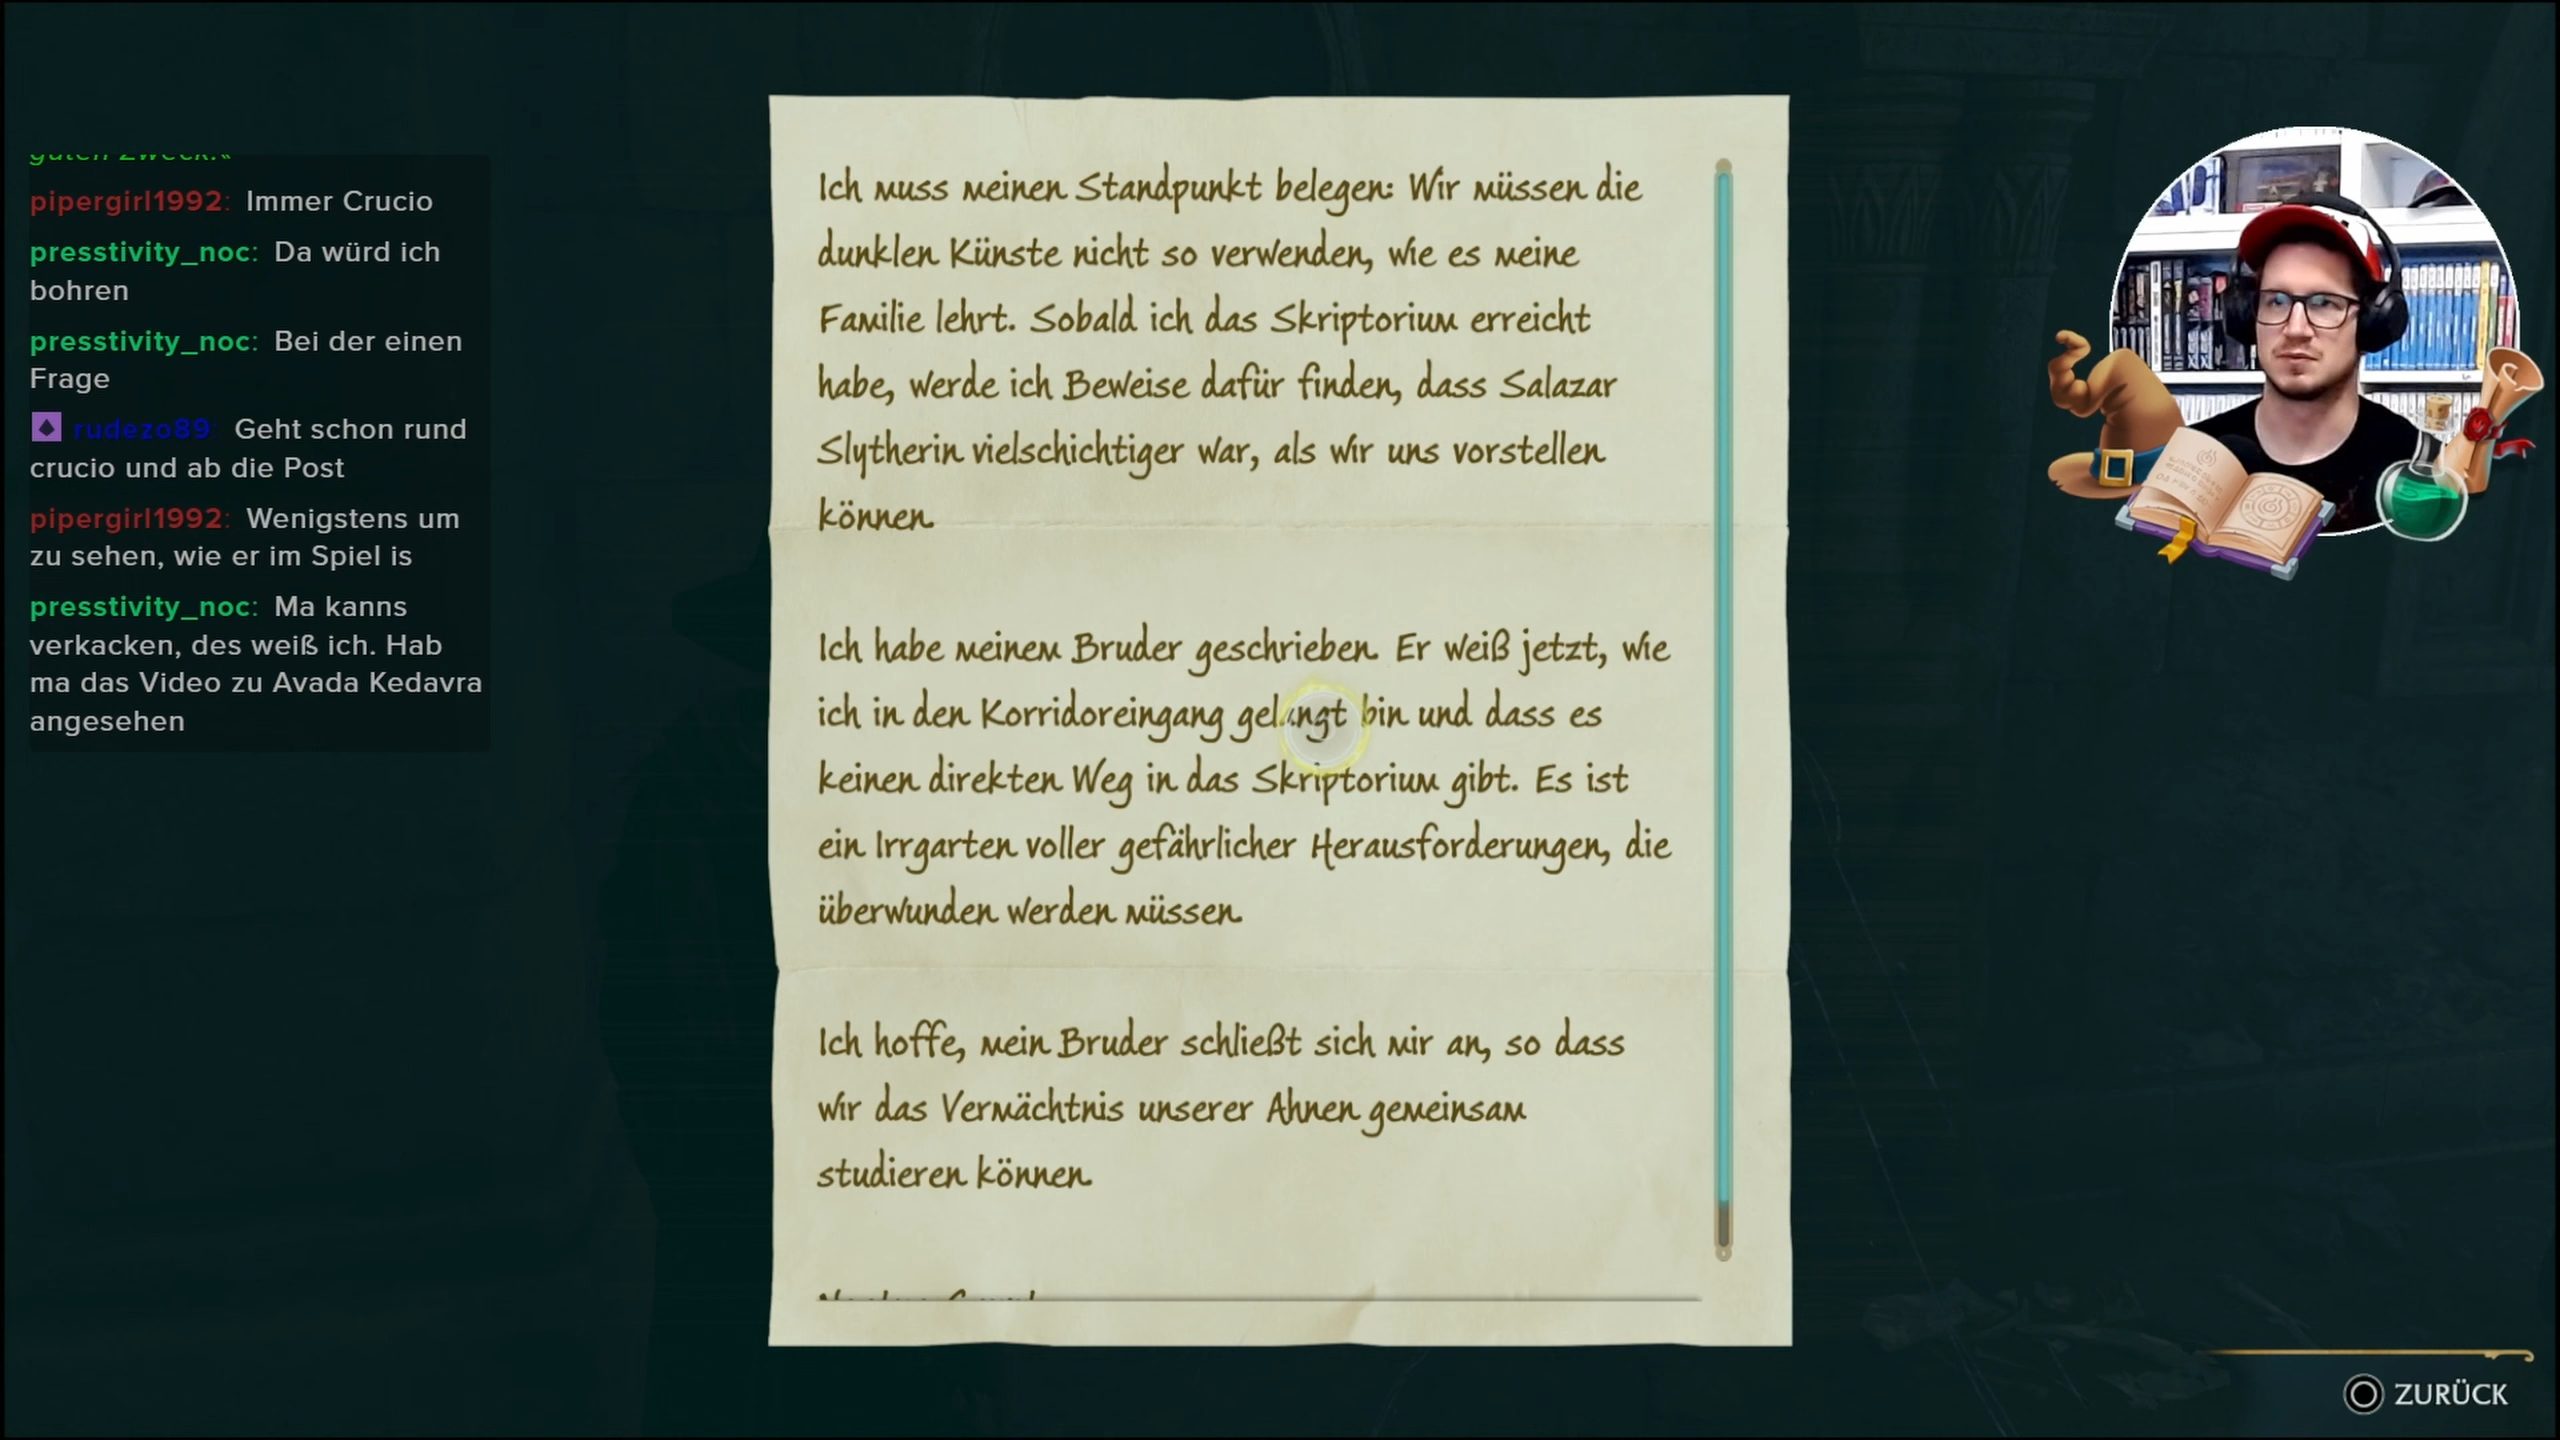 guten Zweck.«
pipergirl1992: Immer Crucio
presstivity_noc: Da würd ich
bohren
presstivity_noc: Bei der einen
Frage
rudezo89: Geht schon rund
crucio und ab die Post
pipergirl1992: Wenigstens um
zu sehen, wie er im Spiel is
presstivity_noc: Ma kanns
verkacken, des weiß ich. Hab
ma das Video zu Avada Kedavra
angesehen
Ich muss meinen Standpunkt belegen: Wir müssen die
dunklen Künste nicht so verwenden, wie es meine
Familie lehrt. Sobald ich das Skriptorium erreicht
habe, werde ich Beweise dafür finden, dass Salazar
Slytherin vielschichtiger war, als wir uns vorstellen
können.
Ich habe meinem Bruder geschrieben. Er weiß jetzt, wie
ich in den Korridoreingang gelangt bin und dass es
keinen direkten Weg in das Skriptorium gibt. Es ist
ein Irrgarten voller gefährlicher Herausforderungen, die
überwunden werden müssen.
Ich hoffe, mein Bruder schließt sich mir an, so dass
wir das Vermächtnis unserer Ahnen gemeinsam
studieren können.
ZURÜCK